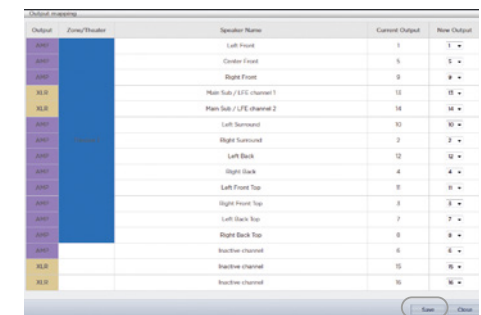 Output mapping
Output Zone/Theater Speaker Name Current Output New Output
AMP Left Front 1 1
AMP Center Front 5 5
AMP Right Front 9 9
XLR Main Sub / LFE channel 1 13 13
XLR Main Sub / LFE channel 2 14 14
AMP Left Surround 10 10
AMP Right Surround 2 2
AMP Left Back 12 12
AMP Right Back 4 4
AMP Left Front Top 11 11
AMP Right Front Top 3 3
AMP Left Back Top 7 7
AMP Right Back Top 8 8
AMP Inactive channel 6 6
XLR Inactive channel 15 15
XLR Inactive channel 16 16
Save Close